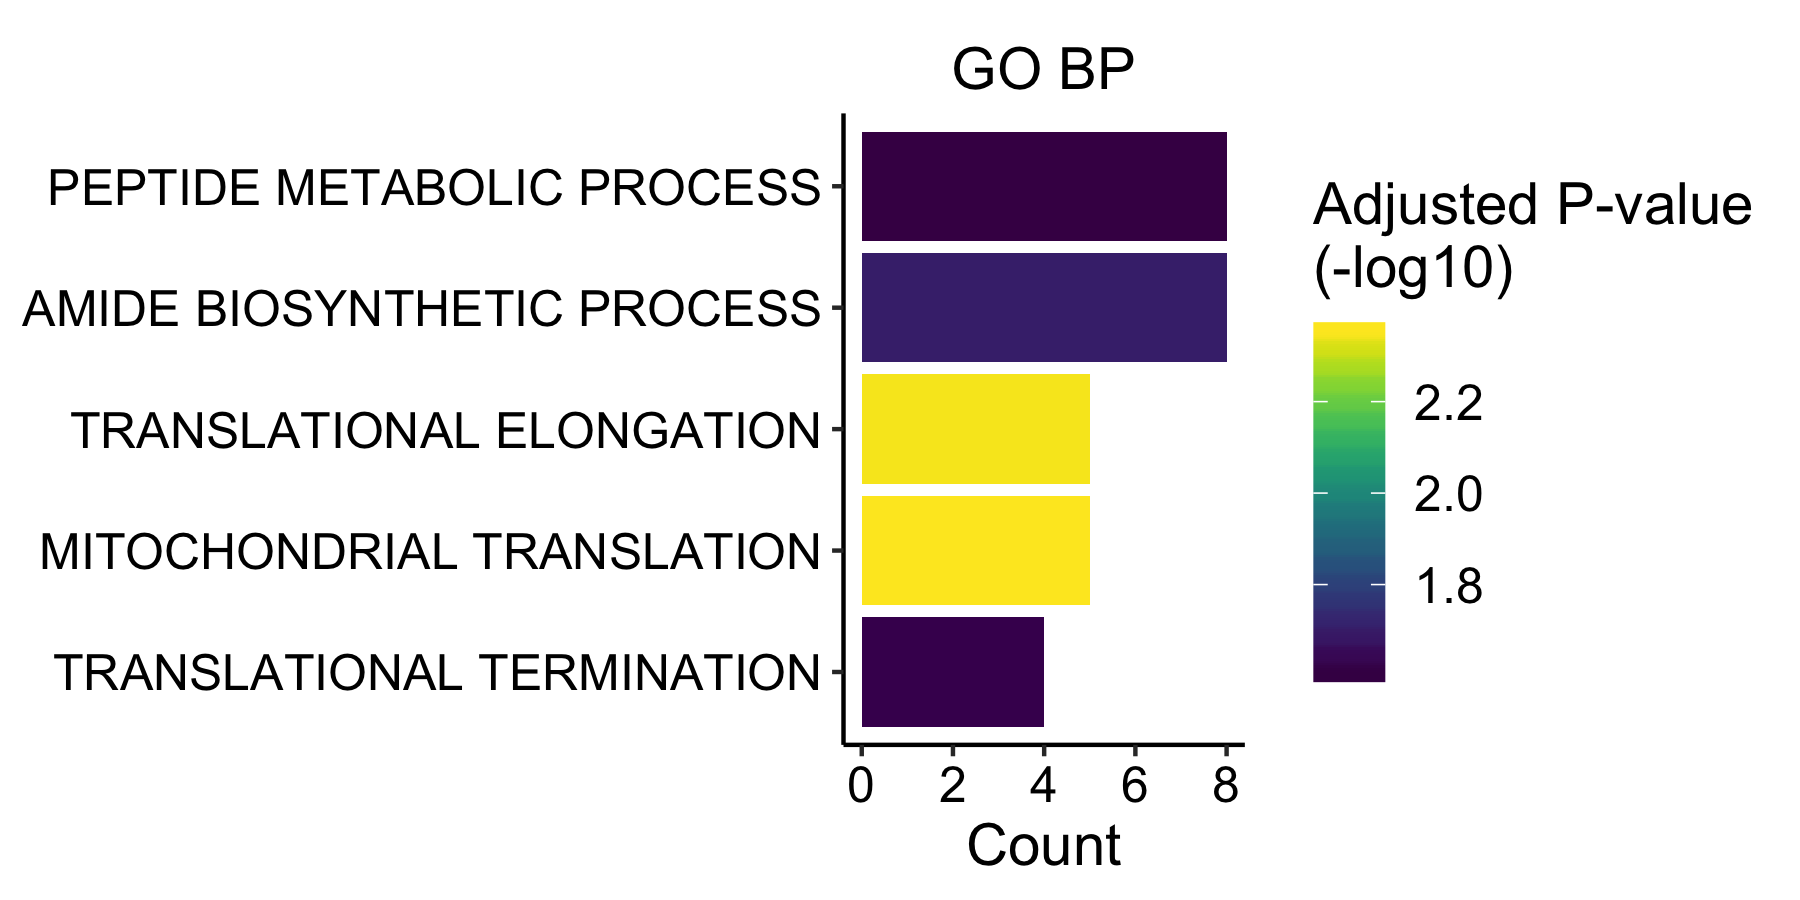 GO BP
PEPTIDE METABOLIC PROCESS
AMIDE BIOSYNTHETIC PROCESS
TRANSLATIONAL ELONGATION
MITOCHONDRIAL TRANSLATION
TRANSLATIONAL TERMINATION
0 2 4 6 8
Count
Adjusted P-value
(-log10)
2.2
2.0
1.8